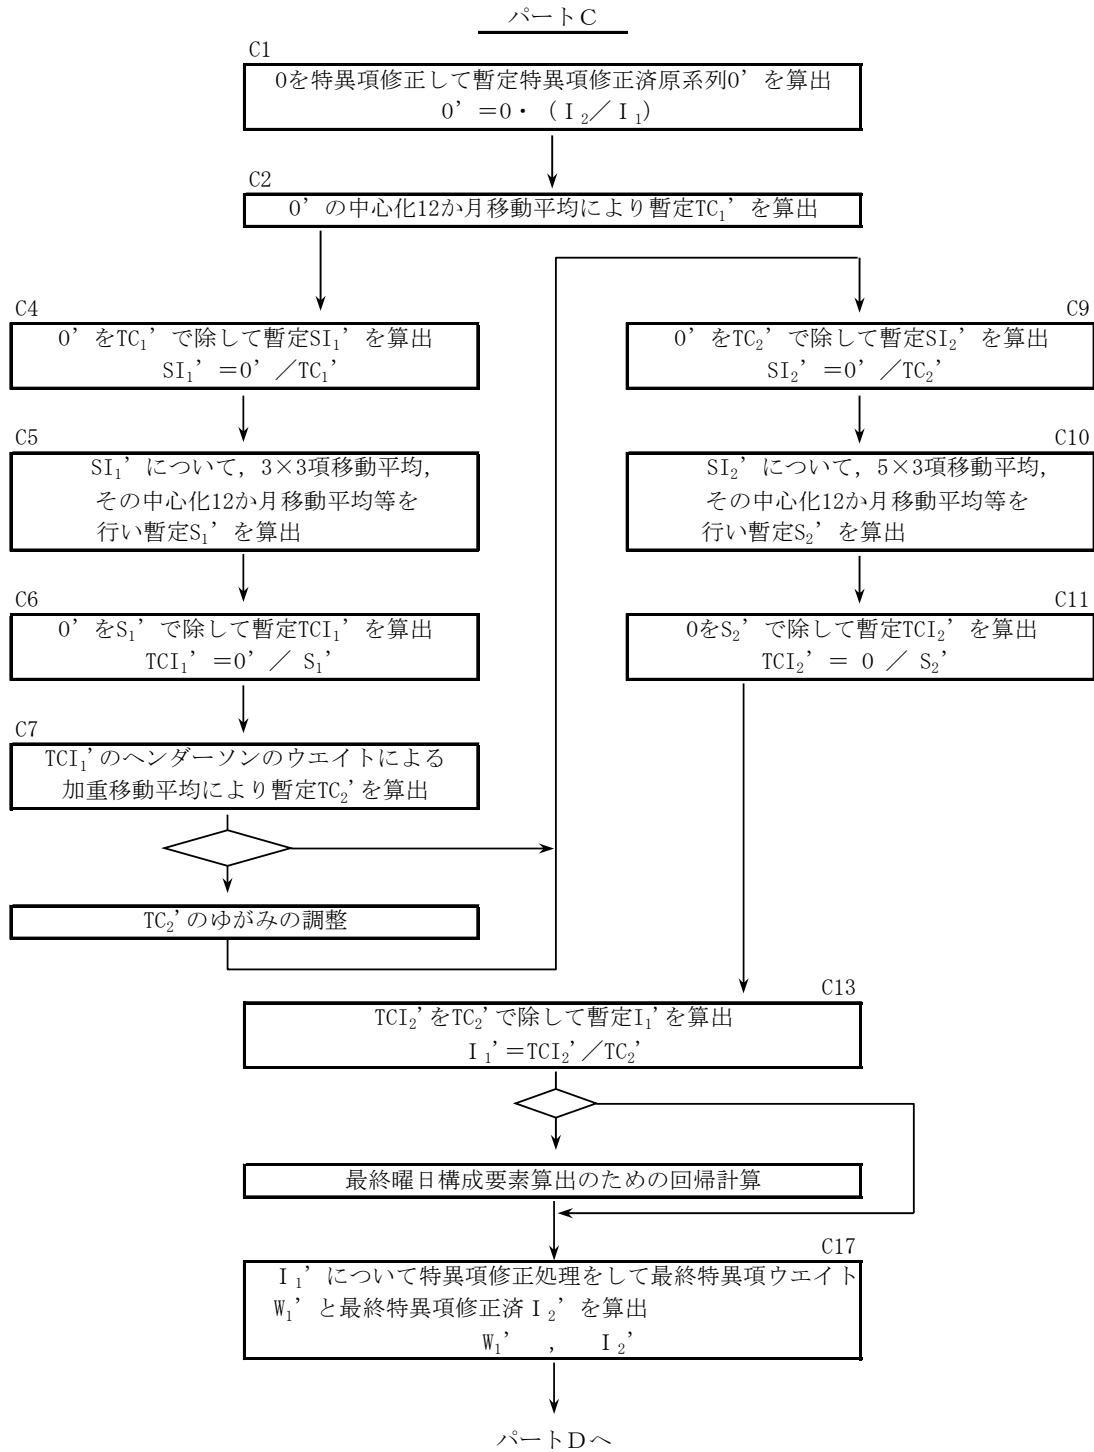 パートC
C1
Oを特異項修正して暫定特異項修正済原系列O’を算出
O’=O・(I₂／I₁)
C2
O’の中心化12か月移動平均により暫定TC₁’を算出
C4
O’をTC₁’で除して暫定SI₁’を算出
SI₁’=O’／TC₁’
C5
SI₁’について，3×3項移動平均，
その中心化12か月移動平均等を
行い暫定S₁’を算出
C6
O’をS₁’で除して暫定TCI₁’を算出
TCI₁’=O’／ S₁’
C7
TCI₁’のヘンダーソンのウエイトによる
加重移動平均により暫定TC₂’を算出
TC₂’のゆがみの調整
C9
O’をTC₂’で除して暫定SI₂’を算出
SI₂’=O’／TC₂’
C10
SI₂’について，5×3項移動平均，
その中心化12か月移動平均等を
行い暫定S₂’を算出
C11
OをS₂’で除して暫定TCI₂’を算出
TCI₂’= O ／ S₂’
C13
TCI₂’をTC₂’で除して暫定I₁’を算出
I₁’=TCI₂’／TC₂’
最終曜日構成要素算出のための回帰計算
C17
I₁’について特異項修正処理をして最終特異項ウエイト
W₁’と最終特異項修正済I₂’を算出
W₁’ ， I₂’
パートDへ